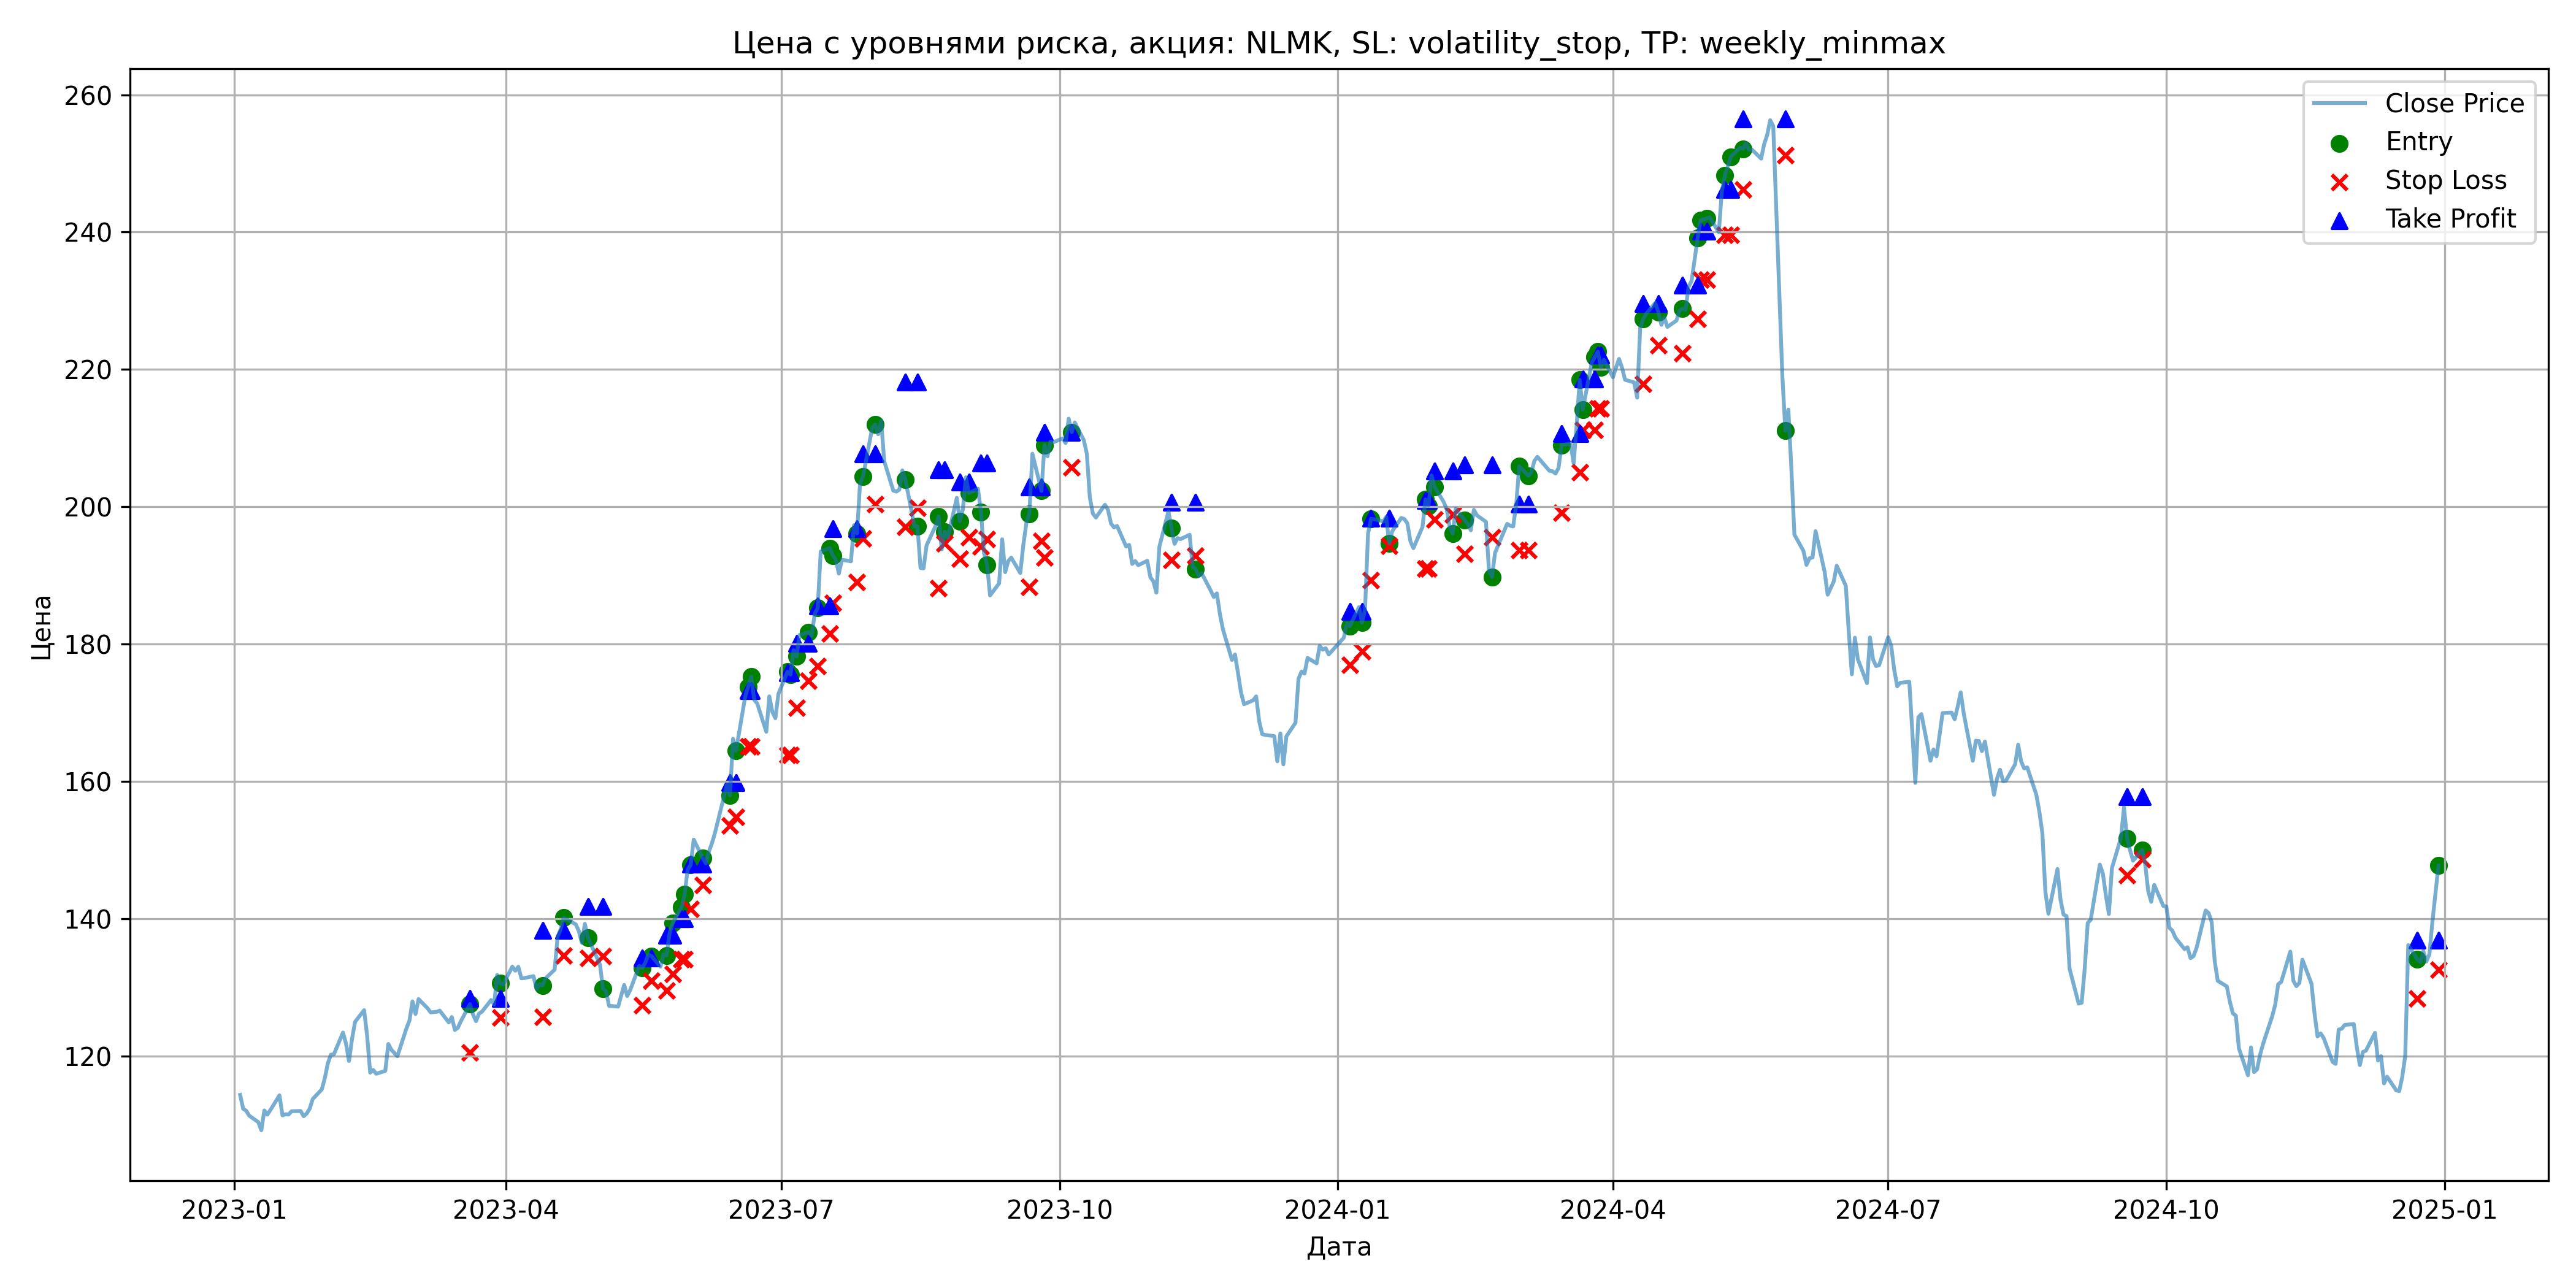 Цена с уровнями риска, акция: NLMK, SL: volatility_stop, TP: weekly_minmax
Close Price
Entry
Stop Loss
Take Profit
Цена
260
240
220
200
180
160
140
120
2023-01
2023-04
2023-07
2023-10
2024-01
2024-04
2024-07
2024-10
2025-01
Дата